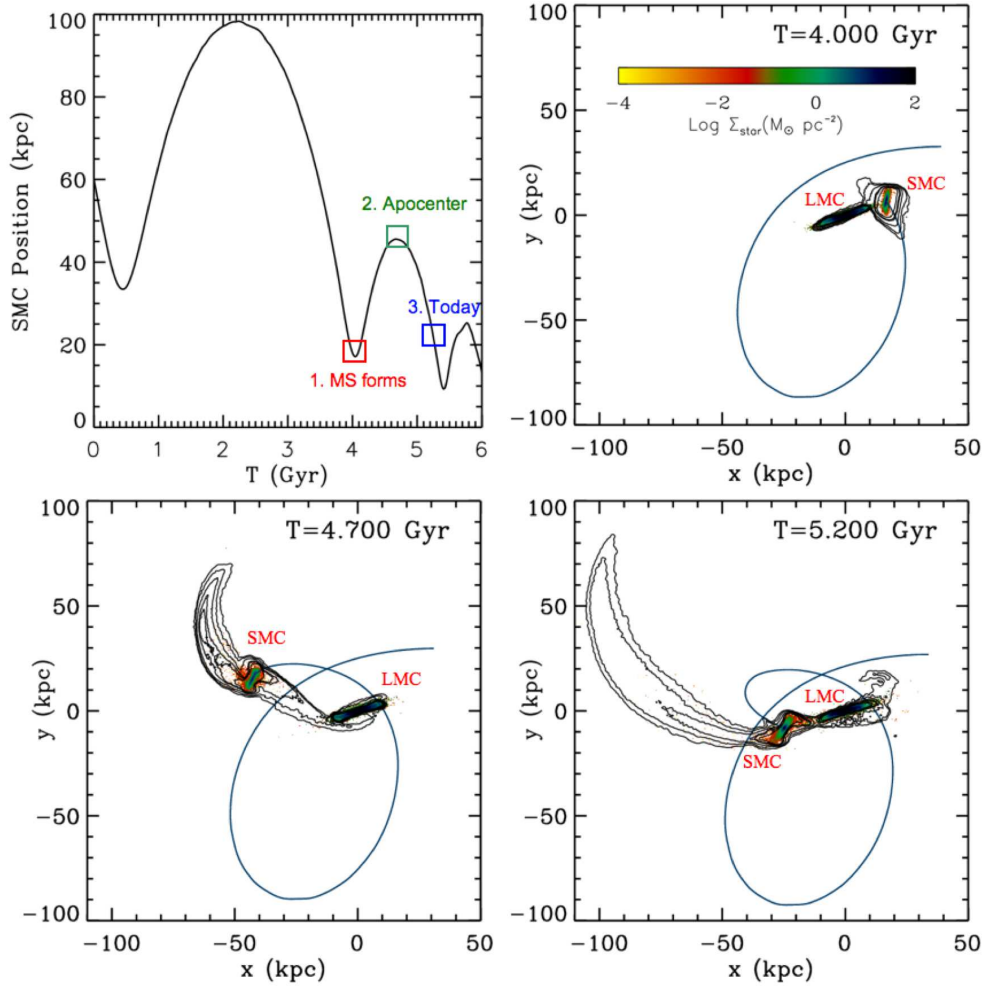 100
80
60
40
20
0
SMC Position (kpc)
2. Apocenter
3. Today
1. MS forms
0 1 2 3 4 5 6
T (Gyr)
100
50
0
−50
−100
y (kpc)
T=4.000 Gyr
−4 −2 0 2
Log Σstar(M⊙ pc⁻²)
LMC
SMC
−100 −50 0 50
x (kpc)
100
50
0
−50
−100
y (kpc)
T=4.700 Gyr
SMC
LMC
−100 −50 0 50
x (kpc)
100
50
0
−50
−100
y (kpc)
T=5.200 Gyr
LMC
SMC
−100 −50 0 50
x (kpc)